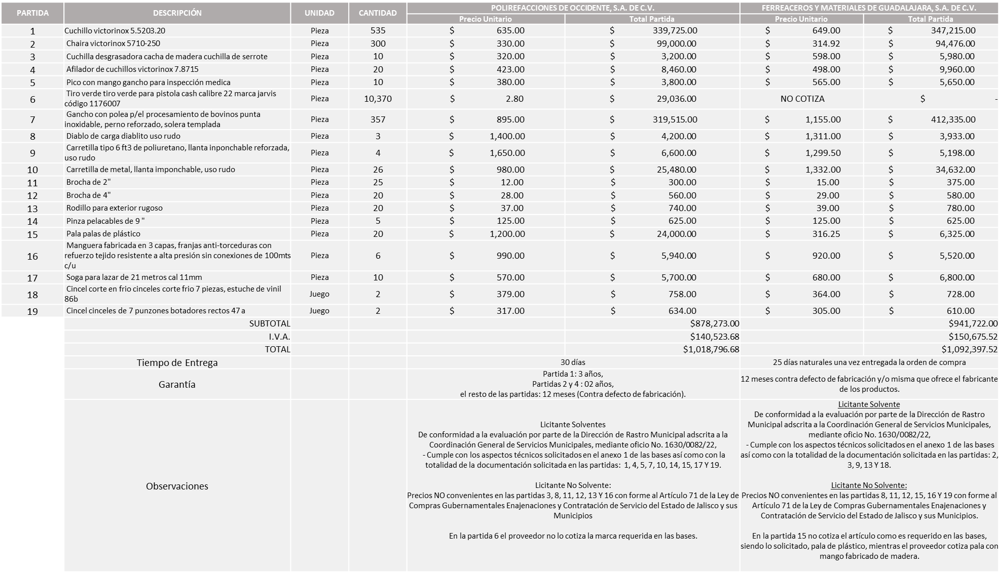 PARTIDA DESCRIPCIÓN UNIDAD CANTIDAD POLIREFACCIONES DE OCCIDENTE, S.A. DE C.V. FERREACEROS Y MATERIALES DE GUADALAJARA, S.A. DE C.V.
Precio Unitario Total Partida Precio Unitario Total Partida
1 Cuchillo victorinox 5.5203.20 Pieza 535 $ 635.00 $ 339,725.00 $ 649.00 $ 347,215.00
2 Chaira victorinox 5710-250 Pieza 300 $ 330.00 $ 99,000.00 $ 314.92 $ 94,476.00
3 Cuchilla desgrasadora cacha de madera cuchilla de serrote Pieza 10 $ 320.00 $ 3,200.00 $ 598.00 $ 5,980.00
4 Afilador de cuchillos victorinox 7.8715 Pieza 20 $ 423.00 $ 8,460.00 $ 498.00 $ 9,960.00
5 Pico con mango gancho para inspección medica Pieza 10 $ 380.00 $ 3,800.00 $ 565.00 $ 5,650.00
6 Tiro verde tiro verde para pistola cash calibre 22 marca jarvis
código 1176007 Pieza 10,370 $ 2.80 $ 29,036.00 NO COTIZA $ -
7 Gancho con polea p/el procesamiento de bovinos punta
inoxidable, perno reforzado, solera templada Pieza 357 $ 895.00 $ 319,515.00 $ 1,155.00 $ 412,335.00
8 Diablo de carga diablito uso rudo Pieza 3 $ 1,400.00 $ 4,200.00 $ 1,311.00 $ 3,933.00
9 Carretilla tipo 6 ft3 de poliuretano, llanta inponchable reforzada,
uso rudo Pieza 4 $ 1,650.00 $ 6,600.00 $ 1,299.50 $ 5,198.00
10 Carretilla de metal, llanta imponchable, uso rudo Pieza 26 $ 980.00 $ 25,480.00 $ 1,332.00 $ 34,632.00
11 Brocha de 2" Pieza 25 $ 12.00 $ 300.00 $ 15.00 $ 375.00
12 Brocha de 4" Pieza 20 $ 28.00 $ 560.00 $ 29.00 $ 580.00
13 Rodillo para exterior rugoso Pieza 20 $ 37.00 $ 740.00 $ 39.00 $ 780.00
14 Pinza pelacables de 9 " Pieza 5 $ 125.00 $ 625.00 $ 125.00 $ 625.00
15 Pala palas de plástico Pieza 20 $ 1,200.00 $ 24,000.00 $ 316.25 $ 6,325.00
16 Manguera fabricada en 3 capas, franjas anti-torceduras con
refuerzo tejido resistente a alta presión sin conexiones de 100mts
c/u Pieza 6 $ 990.00 $ 5,940.00 $ 920.00 $ 5,520.00
17 Soga para lazar de 21 metros cal 11mm Pieza 10 $ 570.00 $ 5,700.00 $ 680.00 $ 6,800.00
18 Cincel corte en frio cinceles corte frio 7 piezas, estuche de vinil
86b Juego 2 $ 379.00 $ 758.00 $ 364.00 $ 728.00
19 Cincel cinceles de 7 punzones botadores rectos 47 a Juego 2 $ 317.00 $ 634.00 $ 305.00 $ 610.00
SUBTOTAL $878,273.00 $941,722.00
I.V.A. $140,523.68 $150,675.52
TOTAL $1,018,796.68 $1,092,397.52
Tiempo de Entrega 30 días 25 días naturales una vez entregada la orden de compra
Garantía
Partida 1: 3 años,
Partidas 2 y 4 : 02 años,
el resto de las partidas: 12 meses (Contra defecto de fabricación).
12 meses contra defecto de fabricación y/o misma que ofrece el fabricante
de los productos.
Observaciones
Licitante Solventes
De conformidad a la evaluación por parte de la Dirección de Rastro Municipal adscrita a la
Coordinación General de Servicios Municipales, mediante oficio No. 1630/0082/22,
- Cumple con los aspectos técnicos solicitados en el anexo 1 de las bases así como con la
totalidad de la documentación solicitada en las partidas: 1, 4, 5, 7, 10, 14, 15, 17 Y 19.
Licitante No Solvente:
Precios NO convenientes en las partidas 3, 8, 11, 12, 13 Y 16 con forme al Artículo 71 de la Ley de
Compras Gubernamentales Enajenaciones y Contratación de Servicio del Estado de Jalisco y sus
Municipios
En la partida 6 el proveedor no lo cotiza la marca requerida en las bases.
Licitante Solvente
De conformidad a la evaluación por parte de la Dirección de Rastro
Municipal adscrita a la Coordinación General de Servicios Municipales,
mediante oficio No. 1630/0082/22,
- Cumple con los aspectos técnicos solicitados en el anexo 1 de las bases
así como con la totalidad de la documentación solicitada en las partidas: 2,
3, 9, 13 Y 18.
Licitante No Solvente:
Precios NO convenientes en las partidas 8, 11, 12, 15, 16 Y 19 con forme al
Artículo 71 de la Ley de Compras Gubernamentales Enajenaciones y
Contratación de Servicio del Estado de Jalisco y sus Municipios.
En la partida 15 no cotiza el artículo como es requerido en las bases,
siendo lo solicitado, pala de plástico, mientras el proveedor cotiza pala con
mango fabricado de madera.